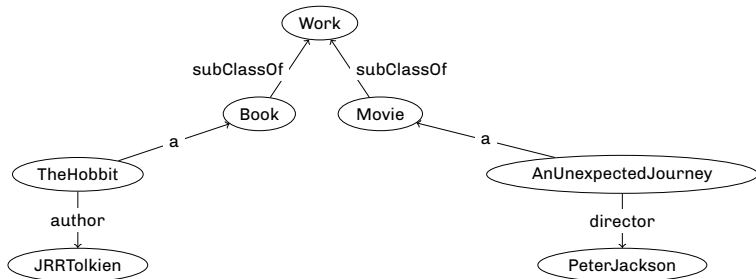 Work
subClassOf subClassOf
Book Movie
a a
TheHobbit AnUnexpectedJourney
author director
JRRTolkien PeterJackson